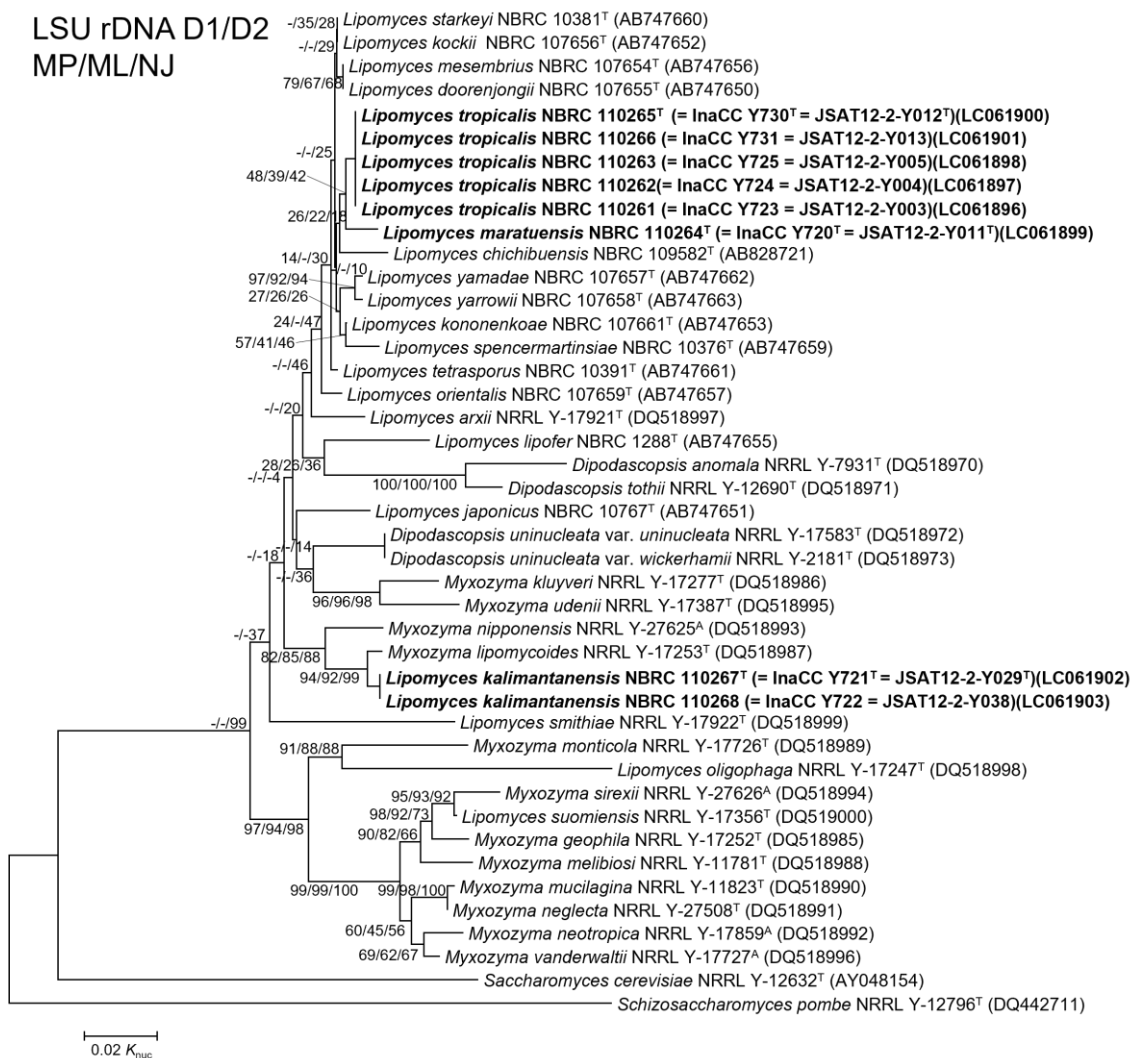 LSU rDNA D1/D2
MP/ML/NJ
-/35/28
Lipomyces starkeyi NBRC 10381ᵀ (AB747660)
-/-/29
Lipomyces kockii NBRC 107656ᵀ (AB747652)
Lipomyces mesembrius NBRC 107654ᵀ (AB747656)
79/67/68
Lipomyces doorenjongii NBRC 107655ᵀ (AB747650)
Lipomyces tropicalis NBRC 110265ᵀ (= InaCC Y730ᵀ = JSAT12-2-Y012ᵀ)(LC061900)
Lipomyces tropicalis NBRC 110266 (= InaCC Y731 = JSAT12-2-Y013)(LC061901)
-/-/25
Lipomyces tropicalis NBRC 110263 (= InaCC Y725 = JSAT12-2-Y005)(LC061898)
48/39/42
Lipomyces tropicalis NBRC 110262(= InaCC Y724 = JSAT12-2-Y004)(LC061897)
Lipomyces tropicalis NBRC 110261 (= InaCC Y723 = JSAT12-2-Y003)(LC061896)
26/22/18
Lipomyces maratuensis NBRC 110264ᵀ (= InaCC Y720ᵀ = JSAT12-2-Y011ᵀ)(LC061899)
Lipomyces chichibuensis NBRC 109582ᵀ (AB828721)
14/-/30
-/-/10
97/92/94
Lipomyces yamadae NBRC 107657ᵀ (AB747662)
27/26/26
Lipomyces yarrowii NBRC 107658ᵀ (AB747663)
24/-/47
Lipomyces kononenkoae NBRC 107661ᵀ (AB747653)
57/41/46
Lipomyces spencermartinsiae NBRC 10376ᵀ (AB747659)
-/-/46
Lipomyces tetrasporus NBRC 10391ᵀ (AB747661)
Lipomyces orientalis NBRC 107659ᵀ (AB747657)
-/-/20
Lipomyces arxii NRRL Y-17921ᵀ (DQ518997)
Lipomyces lipofer NBRC 1288ᵀ (AB747655)
28/26/36
Dipodascopsis anomala NRRL Y-7931ᵀ (DQ518970)
-/-/-4
100/100/100
Dipodascopsis tothii NRRL Y-12690ᵀ (DQ518971)
Lipomyces japonicus NBRC 10767ᵀ (AB747651)
Dipodascopsis uninucleata var. uninucleata NRRL Y-17583ᵀ (DQ518972)
-/-/14
-/-18
Dipodascopsis uninucleata var. wickerhamii NRRL Y-2181ᵀ (DQ518973)
-/-/36
Myxozyma kluyveri NRRL Y-17277ᵀ (DQ518986)
96/96/98
Myxozyma udenii NRRL Y-17387ᵀ (DQ518995)
-/-37
Myxozyma nipponensis NRRL Y-27625ᴬ (DQ518993)
82/85/88
Myxozyma lipomycoides NRRL Y-17253ᵀ (DQ518987)
94/92/99
Lipomyces kalimantanensis NBRC 110267ᵀ (= InaCC Y721ᵀ = JSAT12-2-Y029ᵀ)(LC061902)
Lipomyces kalimantanensis NBRC 110268 (= InaCC Y722 = JSAT12-2-Y038)(LC061903)
-/-/99
Lipomyces smithiae NRRL Y-17922ᵀ (DQ518999)
91/88/88
Myxozyma monticola NRRL Y-17726ᵀ (DQ518989)
Lipomyces oligophaga NRRL Y-17247ᵀ (DQ518998)
95/93/92
Myxozyma sirexii NRRL Y-27626ᴬ (DQ518994)
98/92/73
Lipomyces suomiensis NRRL Y-17356ᵀ (DQ519000)
97/94/98
90/82/66
Myxozyma geophila NRRL Y-17252ᵀ (DQ518985)
Myxozyma melibiosi NRRL Y-11781ᵀ (DQ518988)
99/99/100
99/98/100
Myxozyma mucilagina NRRL Y-11823ᵀ (DQ518990)
Myxozyma neglecta NRRL Y-27508ᵀ (DQ518991)
60/45/56
Myxozyma neotropica NRRL Y-17859ᴬ (DQ518992)
69/62/67
Myxozyma vanderwaltii NRRL Y-17727ᴬ (DQ518996)
Saccharomyces cerevisiae NRRL Y-12632ᵀ (AY048154)
Schizosaccharomyces pombe NRRL Y-12796ᵀ (DQ442711)
0.02 Knuc